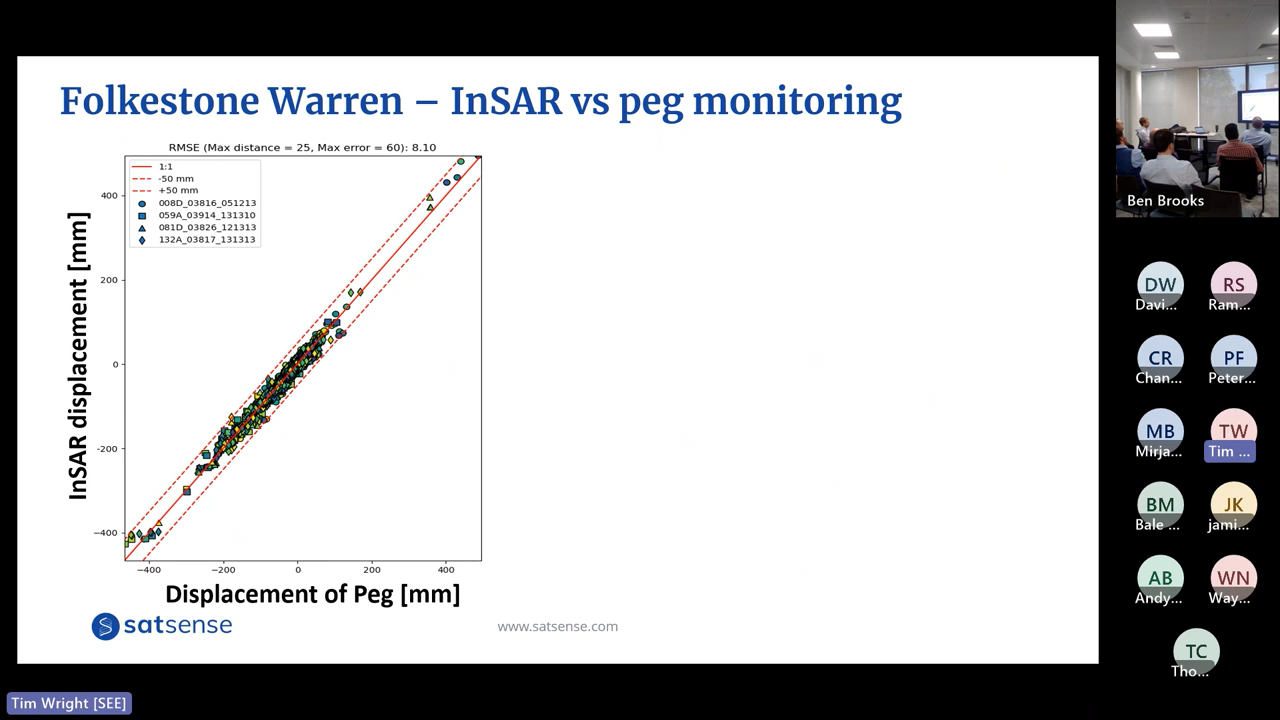 Folkestone Warren – InSAR vs peg monitoring
RMSE (Max distance = 25, Max error = 60): 8.10
1:1
-50 mm
+50 mm
008D_03816_051213
059A_03914_131310
081D_03826_121313
132A_03817_131313
InSAR displacement [mm]
400
200
0
-200
−400
−400
−200
0
200
400
Displacement of Peg [mm]
satsense
www.satsense.com
Ben Brooks
DW
Davi...
RS
Ram...
CR
Chan...
PF
Peter...
MB
Mirja...
TW
Tim ...
BM
Bale ...
JK
jami...
AB
Andy...
WN
Way...
TC
Tho...
Tim Wright [SEE]